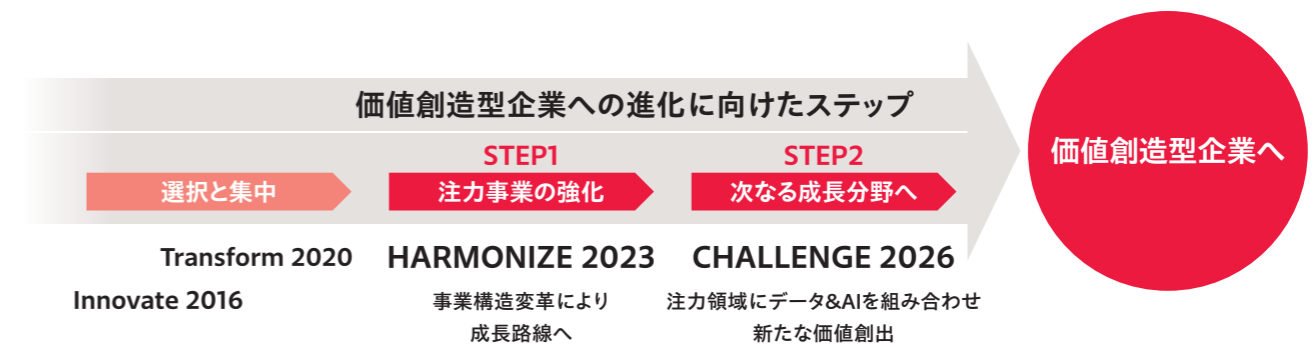 価値創造型企業への進化に向けたステップ
STEP1
STEP2
選択と集中
注力事業の強化
次なる成長分野へ
価値創造型企業へ
Transform 2020
HARMONIZE 2023
CHALLENGE 2026
Innovate 2016
事業構造変革により
成長路線へ
注力領域にデータ&AIを組み合わせ
新たな価値創出